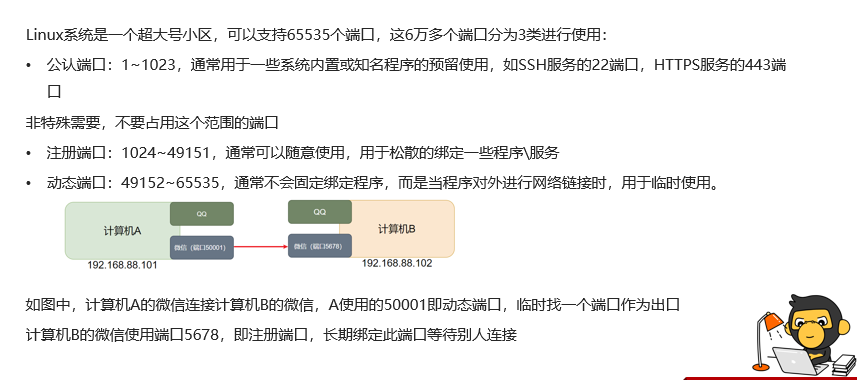 Linux系统是一个超大号小区，可以支持65535个端口，这6万多个端口分为3类进行使用：
• 公认端口：1~1023，通常用于一些系统内置或知名程序的预留使用，如SSH服务的22端口，HTTPS服务的443端
口
非特殊需要，不要占用这个范围的端口
• 注册端口：1024~49151，通常可以随意使用，用于松散的绑定一些程序\服务
• 动态端口：49152~65535，通常不会固定绑定程序，而是当程序对外进行网络链接时，用于临时使用。
计算机A
QQ
微信（端口50001）
192.168.88.101
QQ
微信（端口5678）
计算机B
192.168.88.102
如图中，计算机A的微信连接计算机B的微信，A使用的50001即动态端口，临时找一个端口作为出口
计算机B的微信使用端口5678，即注册端口，长期绑定此端口等待别人连接